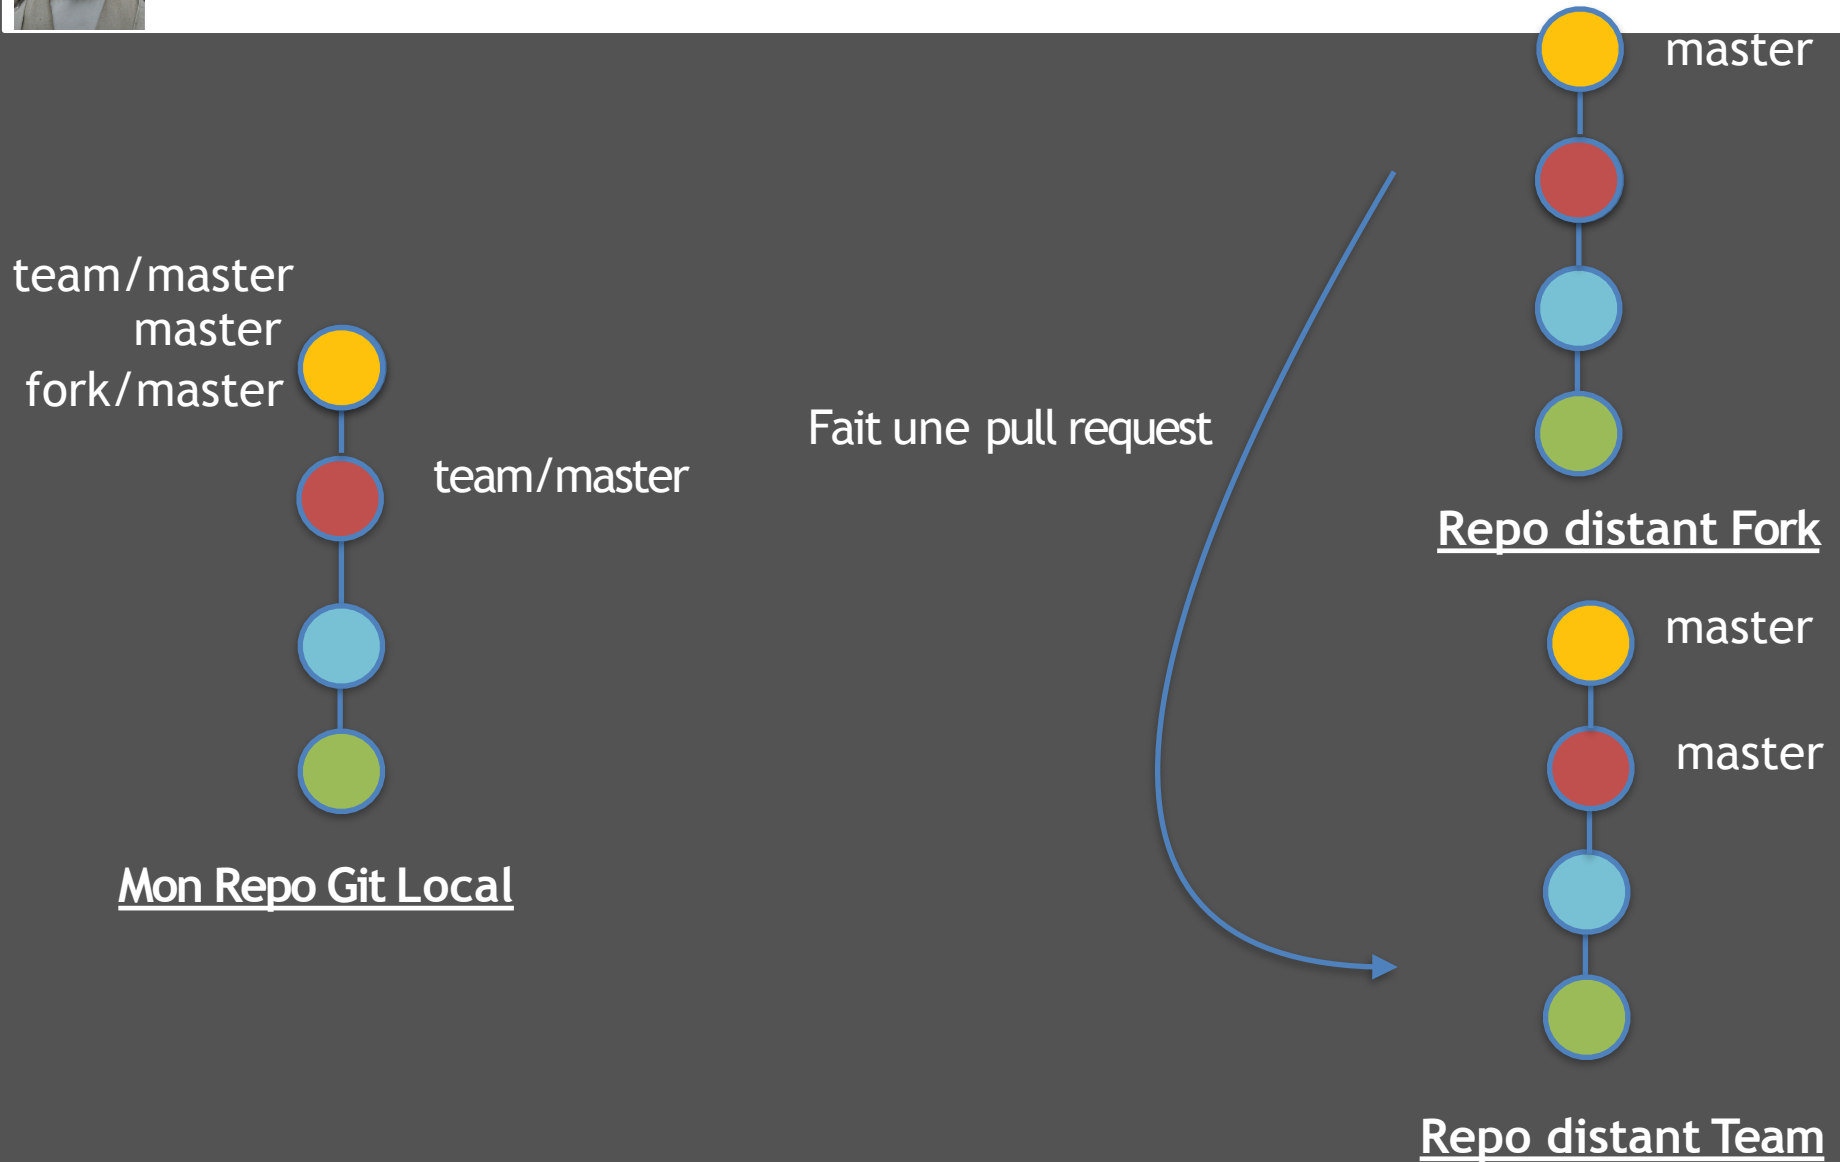 master
team/master
master
fork/master
Fait une pull request
team/master
Repo distant Fork
master
master
Mon Repo Git Local
Repo distant Team